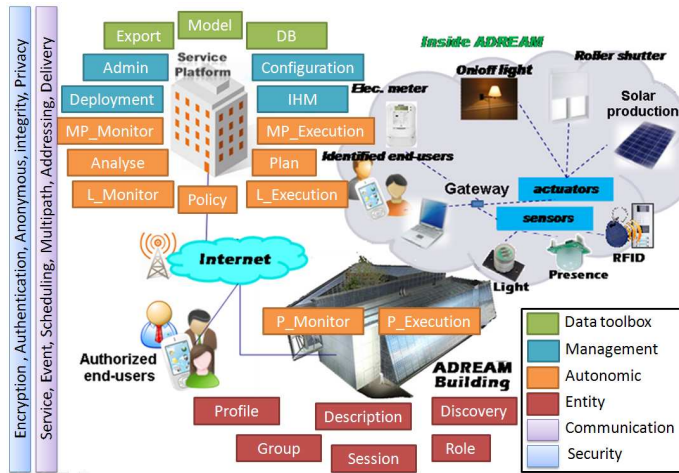 Encryption , Authentication, Anonymous, integrity, Privacy
Service, Event, Scheduling, Multipath, Addressing, Delivery
Export
Model
DB
Service
Platform
Admin
Configuration
Deployment
IHM
MP_Monitor
MP_Execution
Analyse
Plan
L_Monitor
Policy
L_Execution
Inside ADREAM
Roller shutter
On/off light
Elec. meter
Solar
production
Identified end-users
Gateway
actuators
sensors
RFID
Presence
Light
Internet
P_Monitor
P_Execution
Authorized
end-users
ADREAM
Building
Profile
Description
Discovery
Group
Session
Role
Data toolbox
Management
Autonomic
Entity
Communication
Security